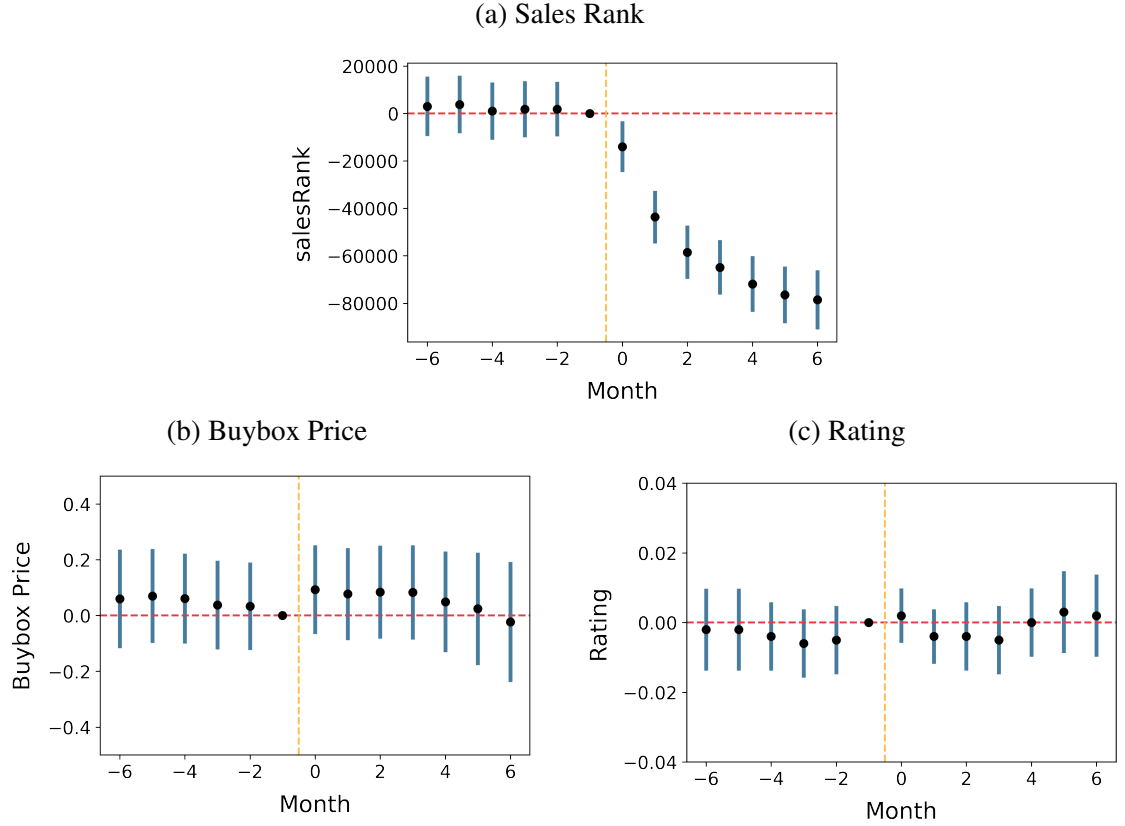 (a) Sales Rank
20000
0
−20000
−40000
−60000
−80000
salesRank
−6 −4 −2 0 2 4 6
Month
(b) Buybox Price
0.4
0.2
0.0
−0.2
−0.4
Buybox Price
−6 −4 −2 0 2 4 6
Month
(c) Rating
0.04
0.02
0.00
−0.02
−0.04
Rating
−6 −4 −2 0 2 4 6
Month